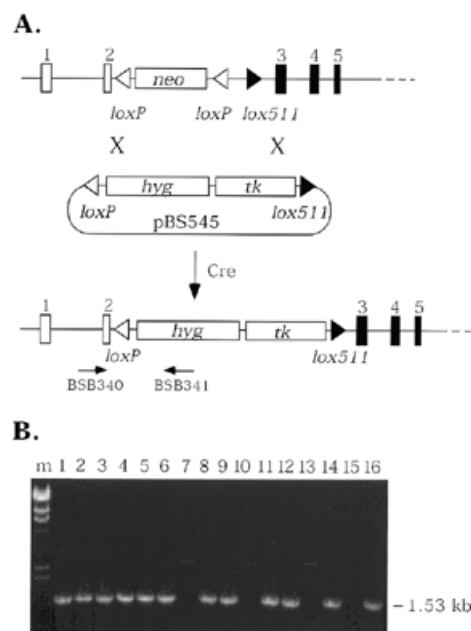 A.
1 2 3 4 5
neo
loxP loxP lox511
X X
hyg tk
loxP lox511
pBS545
Cre
1 2 3 4 5
hyg tk
loxP lox511
BSB340 BSB341
B.
m 1 2 3 4 5 6 7 8 9 10 11 12 13 14 15 16
– 1.53 kb